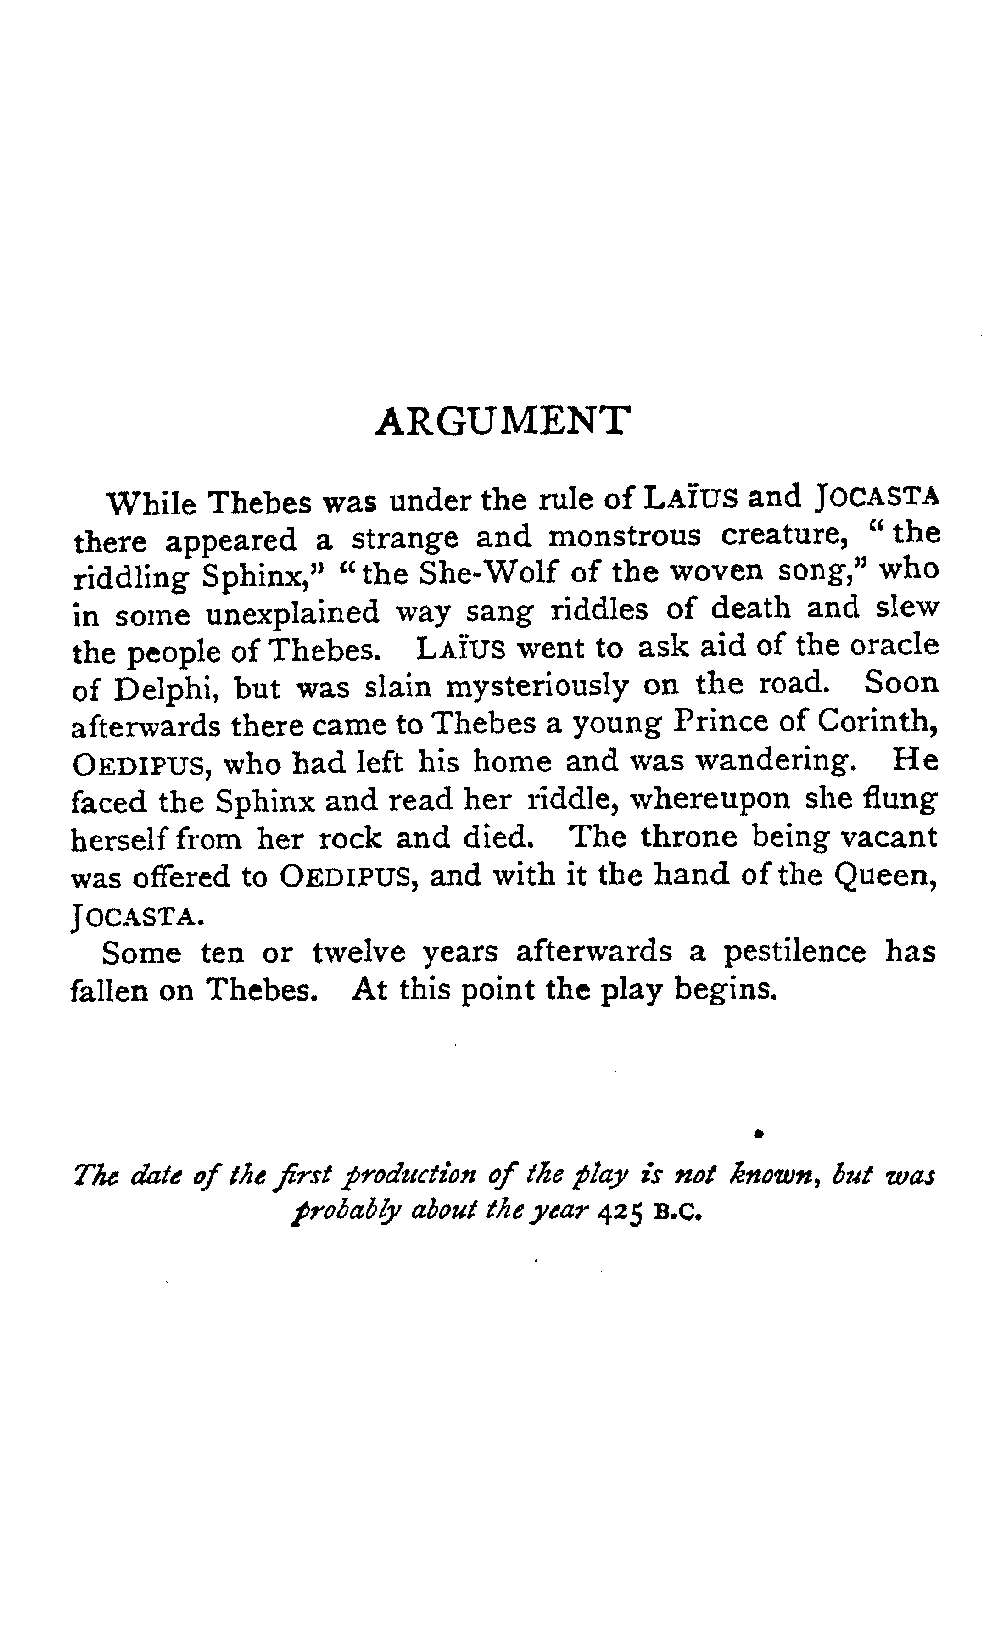 ARGUMENT
While Thebes was under the rule of LAÏUS and JOCASTA
there appeared a strange and monstrous creature, “the
riddling Sphinx,” “the She-Wolf of the woven song,” who
in some unexplained way sang riddles of death and slew
the people of Thebes. LAÏUS went to ask aid of the oracle
of Delphi, but was slain mysteriously on the road. Soon
afterwards there came to Thebes a young Prince of Corinth,
OEDIPUS, who had left his home and was wandering. He
faced the Sphinx and read her riddle, whereupon she flung
herself from her rock and died. The throne being vacant
was offered to OEDIPUS, and with it the hand of the Queen,
JOCASTA.
Some ten or twelve years afterwards a pestilence has
fallen on Thebes. At this point the play begins.
The date of the first production of the play is not known, but was
probably about the year 425 B.C.